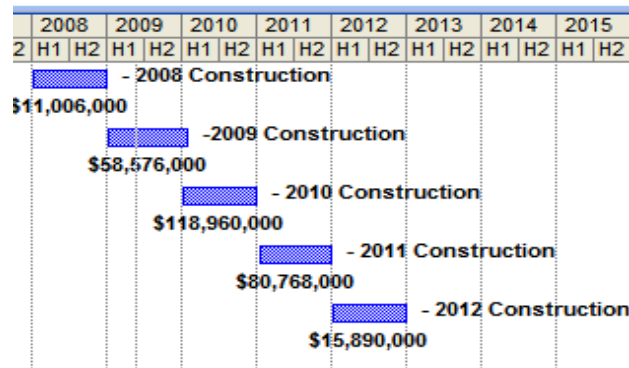 2008 2009 2010 2011 2012 2013 2014 2015
2 H1 H2 H1 H2 H1 H2 H1 H2 H1 H2 H1 H2 H1 H2 H1 H2
- 2008 Construction
$11,006,000
-2009 Construction
$58,576,000
- 2010 Construction
$118,960,000
- 2011 Construction
$80,768,000
- 2012 Construction
$15,890,000